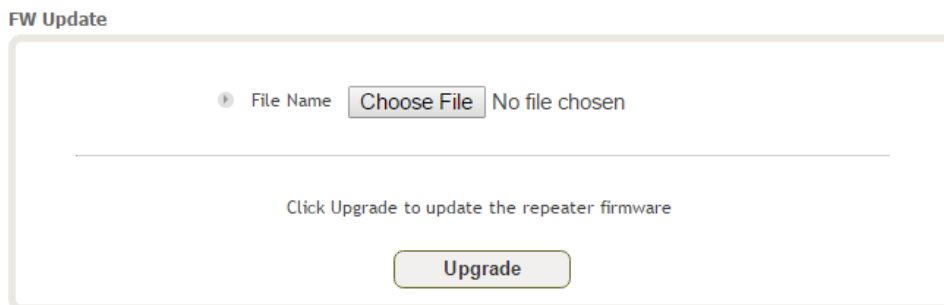 FW Update
File Name Choose File No file chosen
Click Upgrade to update the repeater firmware
Upgrade